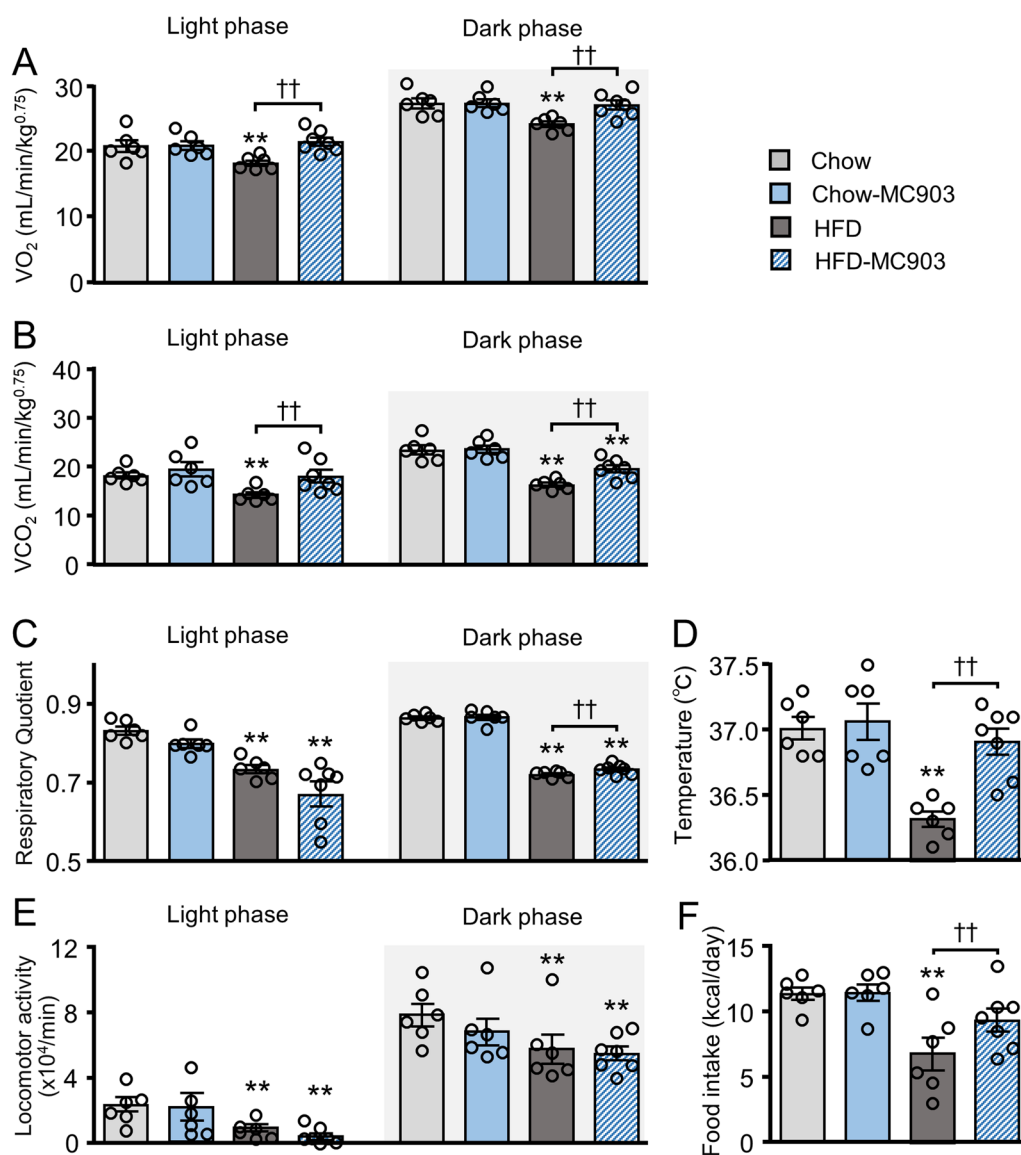 Light phase
Dark phase
A
VO2 (mL/min/kg0.75)
30
20
10
0
**
††
**
††
Chow
Chow-MC903
HFD
HFD-MC903
B
Light phase
Dark phase
VCO2 (mL/min/kg0.75)
40
30
20
10
0
**
††
**
††
**
C
Light phase
Dark phase
Respiratory Quotient
0.9
0.7
0.5
**
**
**
††
**
D
Temperature (°C)
37.5
37.0
36.5
36.0
**
††
E
Light phase
Dark phase
Locomotor activity
(x104/min)
12
8
4
0
**
**
**
**
F
Food intake (kcal/day)
15
10
5
0
**
††